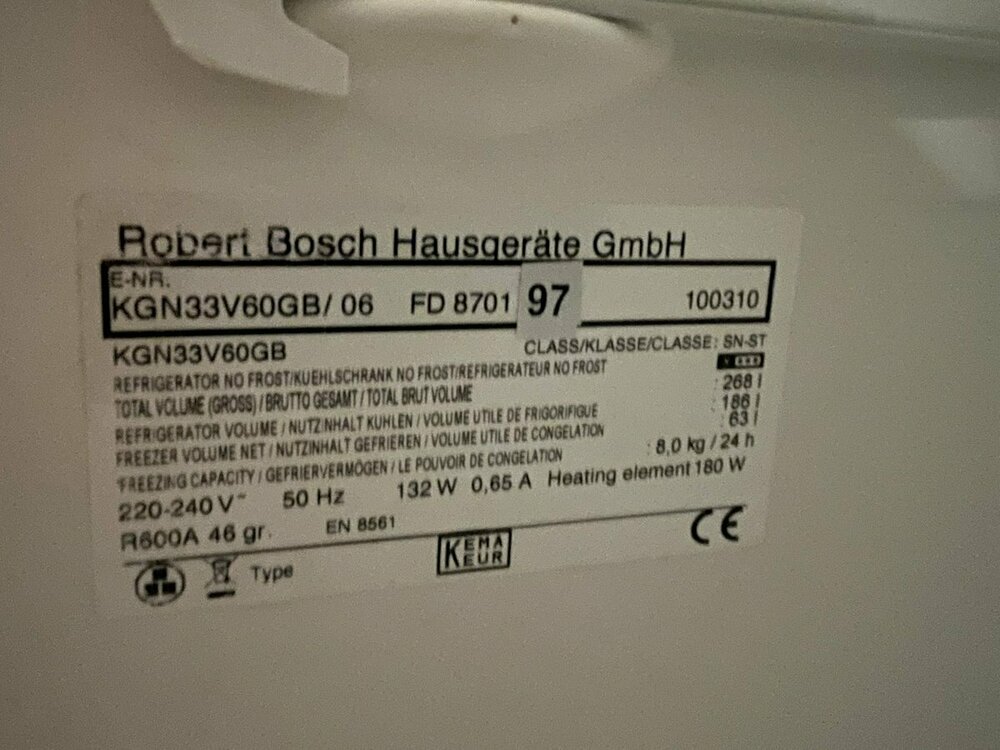 Robert Bosch Hausgeräte GmbH
E-NR.
KGN33V60GB/ 06 FD 8701 97 100310
KGN33V60GB CLASS/KLASSE/CLASSE: SN-ST
REFRIGERATOR NO FROST/KUEHLSCHRANK NO FROST/REFRIGERATEUR NO FROST
TOTAL VOLUME (GROSS) / BRUTTO GESAMT / TOTAL BRUT VOLUME : 268 l
REFRIGERATOR VOLUME / NUTZINHALT KUHLEN / VOLUME UTILE DE FRIGORIFIGUE : 186 l
FREEZER VOLUME NET / NUTZINHALT GEFRIEREN / VOLUME UTILE DE CONGELATION : 63 l
FREEZING CAPACITY / GEFRIERVERMÖGEN / LE POUVOIR DE CONGELATION : 8,0 kg / 24 h
220-240 V~ 50 Hz 132 W 0,65 A Heating element 180 W
R600A 46 gr. EN 8561
Type KEMA EUR CE